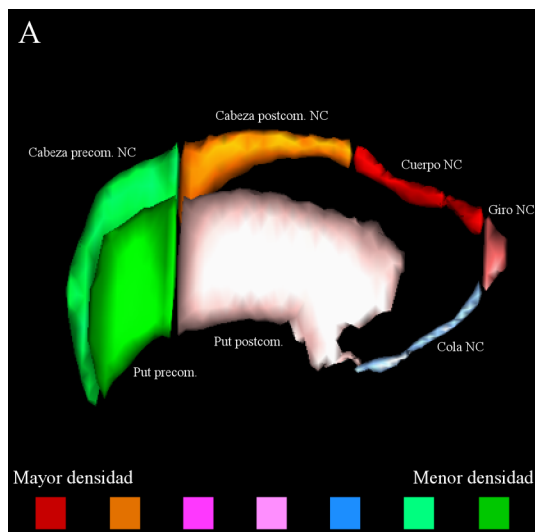 A
Cabeza postcom. NC
Cabeza precom. NC
Cuerpo NC
Giro NC
Put postcom.
Cola NC
Put precom.
Mayor densidad
Menor densidad